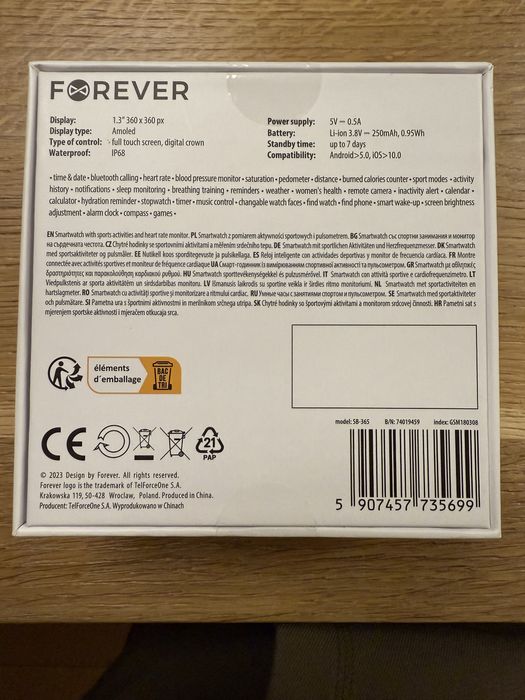 FOREVER
Display: 1.3" 360 x 360 px
Display type: Amoled
Type of control: full touch screen, digital crown
Waterproof: IP68
Power supply: 5V ⎓ 0.5A
Battery: Li-ion 3.8V ⎓ 250mAh, 0.95Wh
Standby time: up to 7 days
Compatibility: Android>5.0, iOS>10.0
• time & date • bluetooth calling • heart rate • blood pressure monitor • saturation • pedometer • distance • burned calories counter • sport modes • activity
history • notifications • sleep monitoring • breathing training • reminders • weather • women's health • remote camera • inactivity alert • calendar •
calculator • hydration reminder • stopwatch • timer • music control • changable watch faces • find watch • find phone • smart wake-up • screen brightness
adjustment • alarm clock • compass • games •
EN Smartwatch with sports activities and heart rate monitor. PL Smartwatch z pomiarem aktywności sportowych i pulsometrem. BG Smartwatch със спортни занимания и монитор
на сърдечната честота. CZ Chytré hodinky se sportovními aktivitami a měřením srdečního tepu. DE Smartwatch mit sportlichen Aktivitäten und Herzfrequenzmesser. DK Smartwatch
med sportsaktiviteter og pulsmåler. EE Nutikell koos sporditegevuste ja pulsikellaga. ES Reloj inteligente con actividades deportivas y monitor de frecuencia cardíaca. FR Montre
connectée avec activités sportives et moniteur de fréquence cardiaque UA Смарт-годинник із вимірюванням спортивної активності та пульсометром. GR Smartwatch με αθλητικές
δραστηριότητες και παρακολούθηση καρδιακού ρυθμού. HU Smartwatch sporttevékenységekkel és pulzusmérővel. IT Smartwatch con attività sportive e cardiofrequenzimetro. LT
Viedpulkstenis ar sporta aktivitātēm un sirdsdarbības monitoru. LV Išmanusis laikrodis su sportine veikla ir širdies ritmo monitoriumi. NL Smartwatch met sportactiviteiten en
hartslagmeter. RO Smartwatch cu activități sportive și monitorizare a ritmului cardiac. RU Умные часы с занятиями спортом и пульсометром. SE Smartwatch med sportaktiviteter
och pulsmätare. SI Pametna ura s športnimi aktivnostmi in merilnikom srčnega utripa. SK Chytré hodinky so športovými aktivitami a monitorom srdcovej činnosti. HR Pametni sat s
mjerenjem sportske aktivnosti i mjeračem otkucaja srca.
éléments
d'emballage
BAC
DE
TRI
CE
21
PAP
model: SB-365 B/N: 74019459 index: GSM180308
5 907457 735699
© 2023 Design by Forever. All rights reserved.
Forever logo is the trademark of TelForceOne S.A.
Krakowska 119, 50-428 Wroclaw, Poland. Produced in China.
Producent: TelForceOne S.A. Wyprodukowano w Chinach